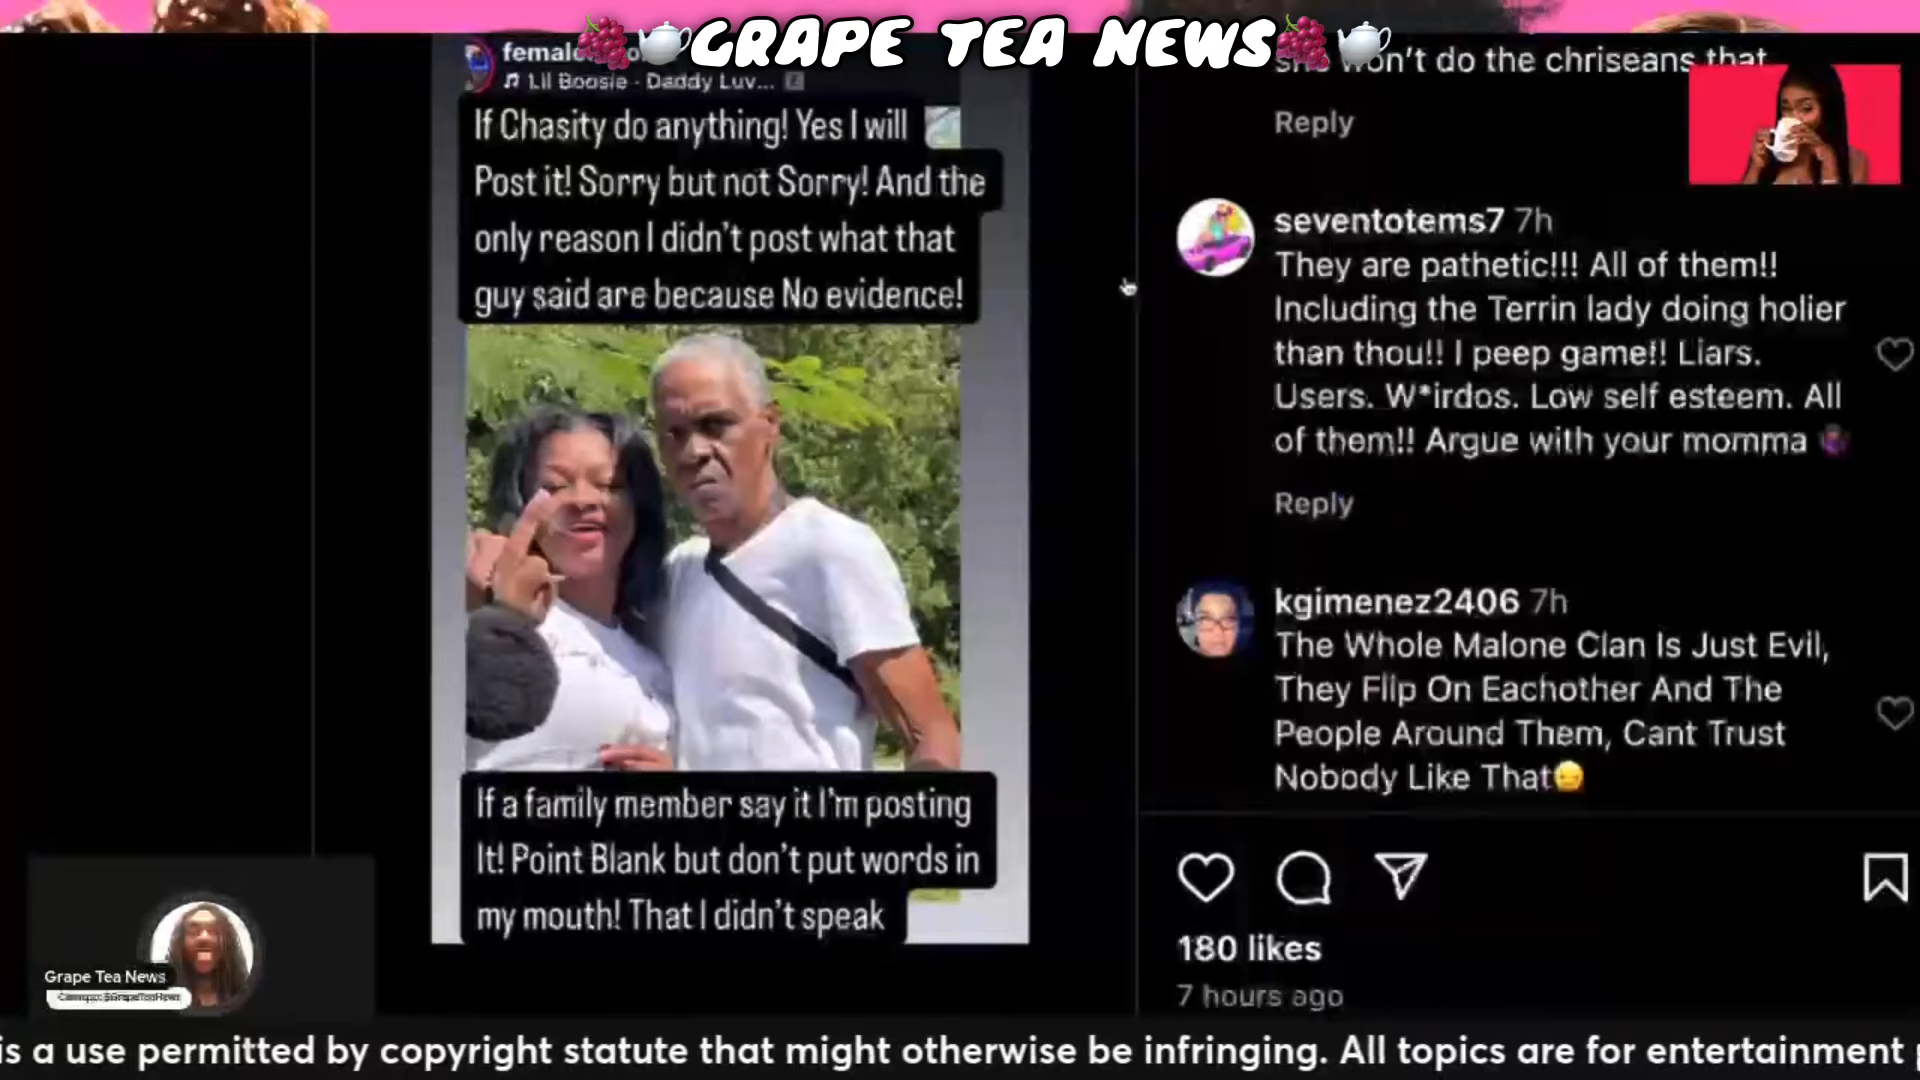 GRAPE TEA NEWS
Lil Boosie · Daddy Luv...
If Chasity do anything! Yes I will
Post it! Sorry but not Sorry! And the
only reason I didn't post what that
guy said are because No evidence!
If a family member say it I'm posting
It! Point Blank but don't put words in
my mouth! That I didn't speak
she won't do the chriseans that
Reply
seventotems7 7h
They are pathetic!!! All of them!!
Including the Terrin lady doing holier
than thou!! I peep game!! Liars.
Users. W*irdos. Low self esteem. All
of them!! Argue with your momma
Reply
kgimenez2406 7h
The Whole Malone Clan Is Just Evil,
They Flip On Eachother And The
People Around Them, Cant Trust
Nobody Like That😔
180 likes
7 hours ago
Grape Tea News
is a use permitted by copyright statute that might otherwise be infringing. All topics are for entertainment